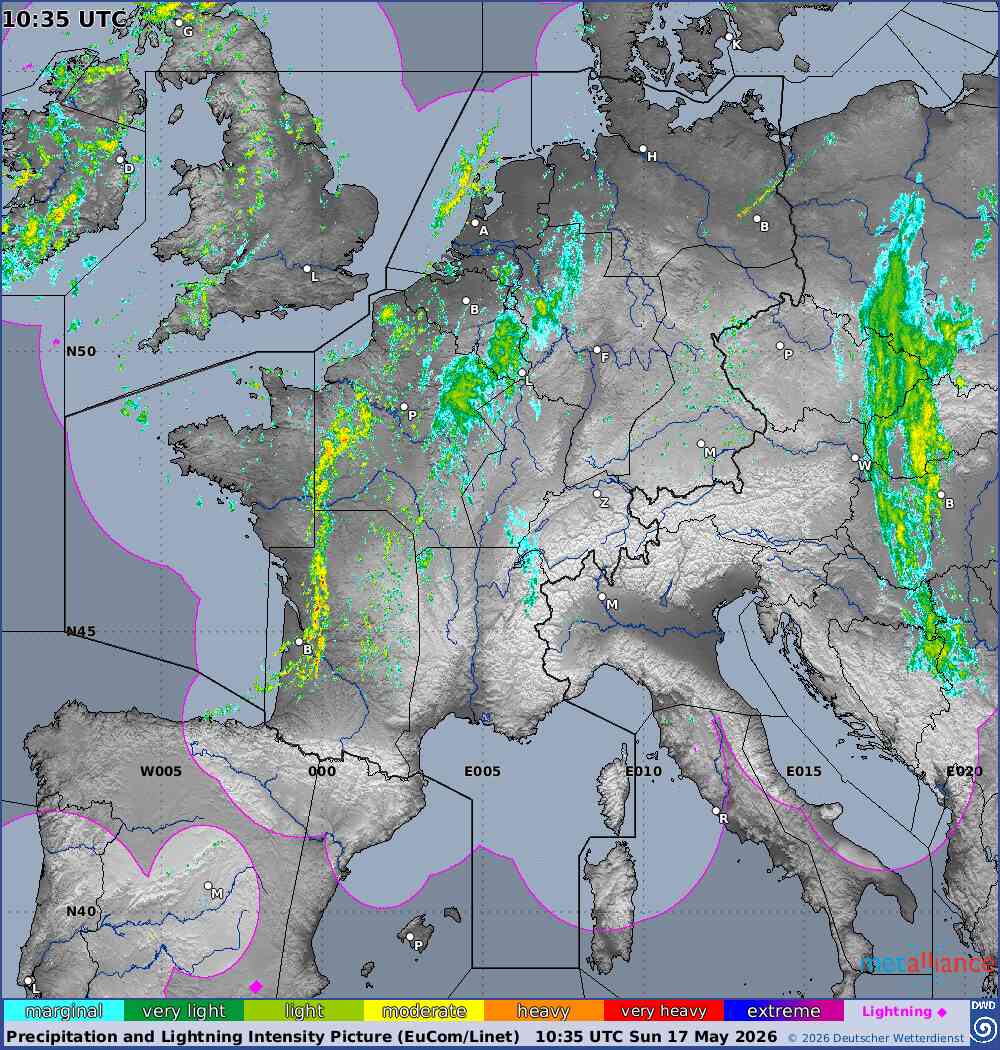 10:35 UTC
G
K
D
H
A
B
L
B
N50
F
P
L
P
M
W
B
Z
M
N45
B
W005
000
E005
E010
E015
E020
R
M
N40
P
L
metalliance
marginal very light light moderate heavy very heavy extreme Lightning ◆
DWD
Precipitation and Lightning Intensity Picture (EuCom/Linet) 10:35 UTC Sun 17 May 2026 © 2026 Deutscher Wetterdienst